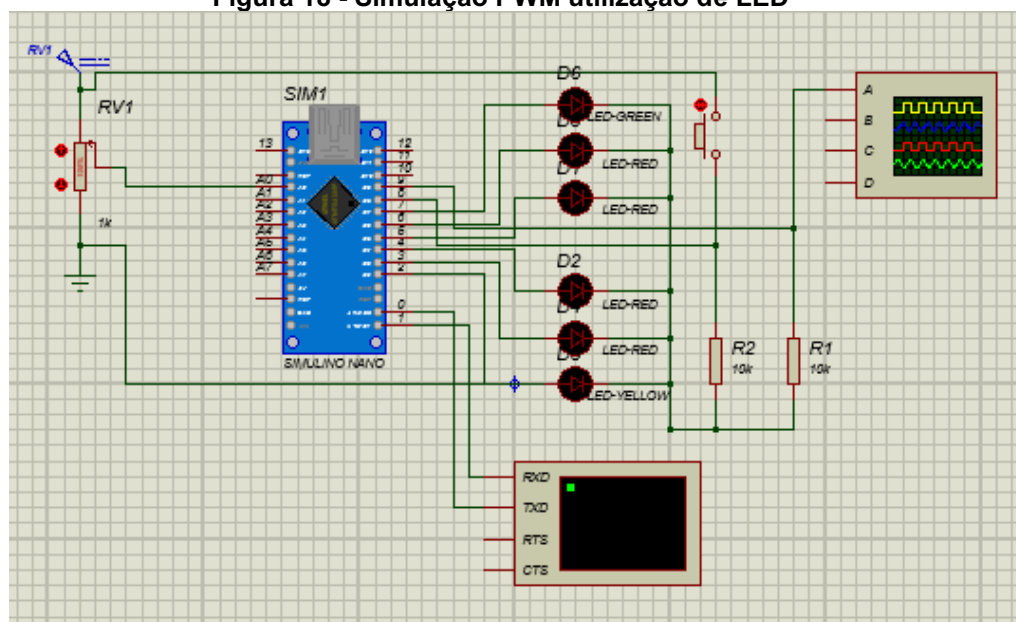 Figura 16 - Simulação PWM utilização de LED
RV1
RV1
1k
SIM1
13
A0
A1
A2
A3
A4
A5
A6
A7
12
11
10
9
8
7
6
5
4
3
2
0
1
SIMULINO NANO
D6
LED-GREEN
LED-RED
LED-RED
D2
LED-RED
LED-RED
LED-YELLOW
R2
10k
R1
10k
A
B
C
D
RXD
TXD
RTS
CTS